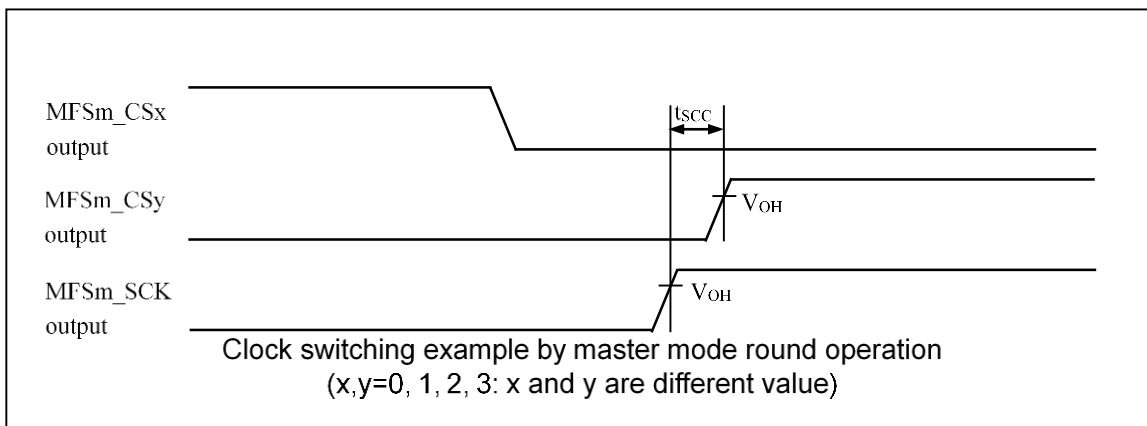 MFSm_CSx
output
tSCC
MFSm_CSy
output
VOH
MFSm_SCK
output
VOH
Clock switching example by master mode round operation
(x,y=0, 1, 2, 3: x and y are different value)